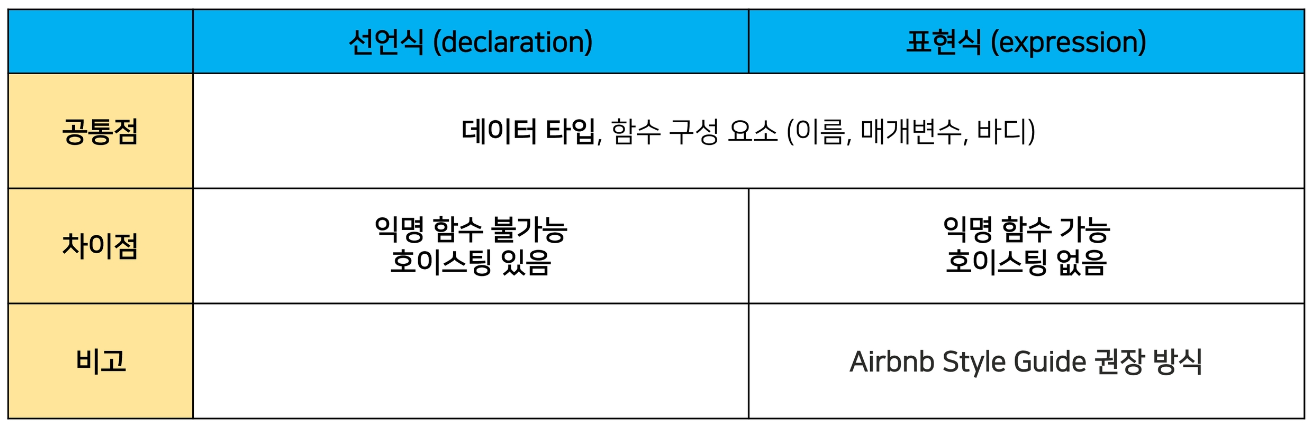 선언식 (declaration)
표현식 (expression)
공통점
데이터 타입, 함수 구성 요소 (이름, 매개변수, 바디)
차이점
익명 함수 불가능
호이스팅 있음
익명 함수 가능
호이스팅 없음
비고
Airbnb Style Guide 권장 방식